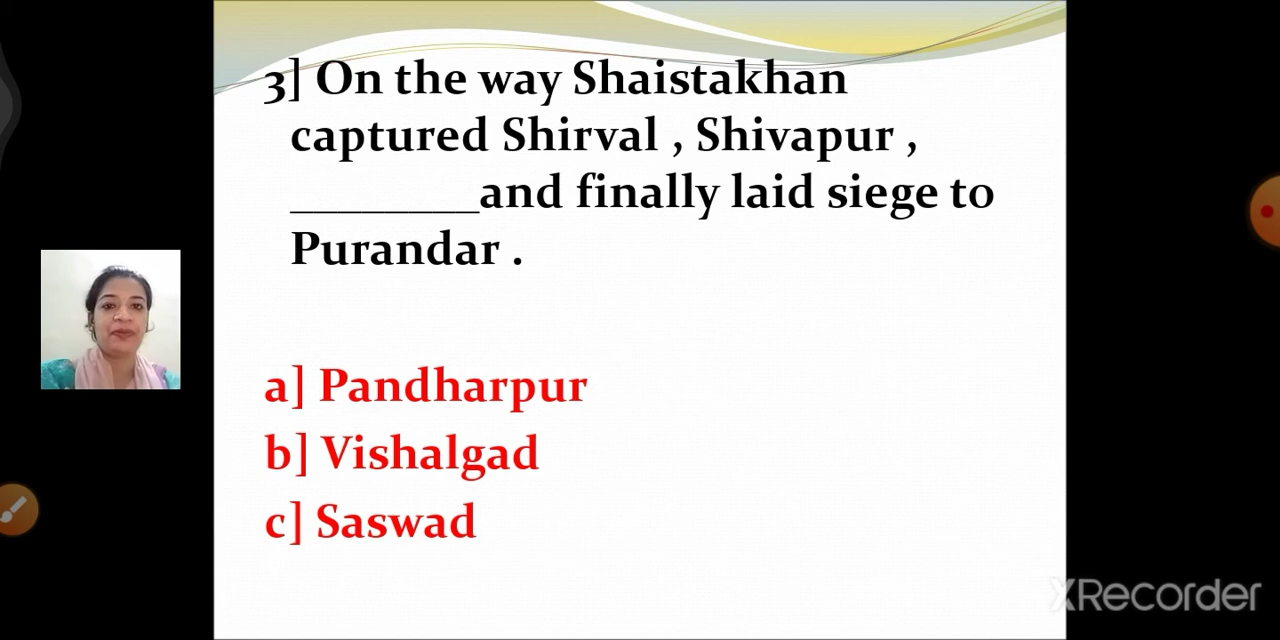 3] On the way Shaistakhan
captured Shirval , Shivapur ,
________and finally laid siege to
Purandar .
a] Pandharpur
b] Vishalgad
c] Saswad
XRecorder